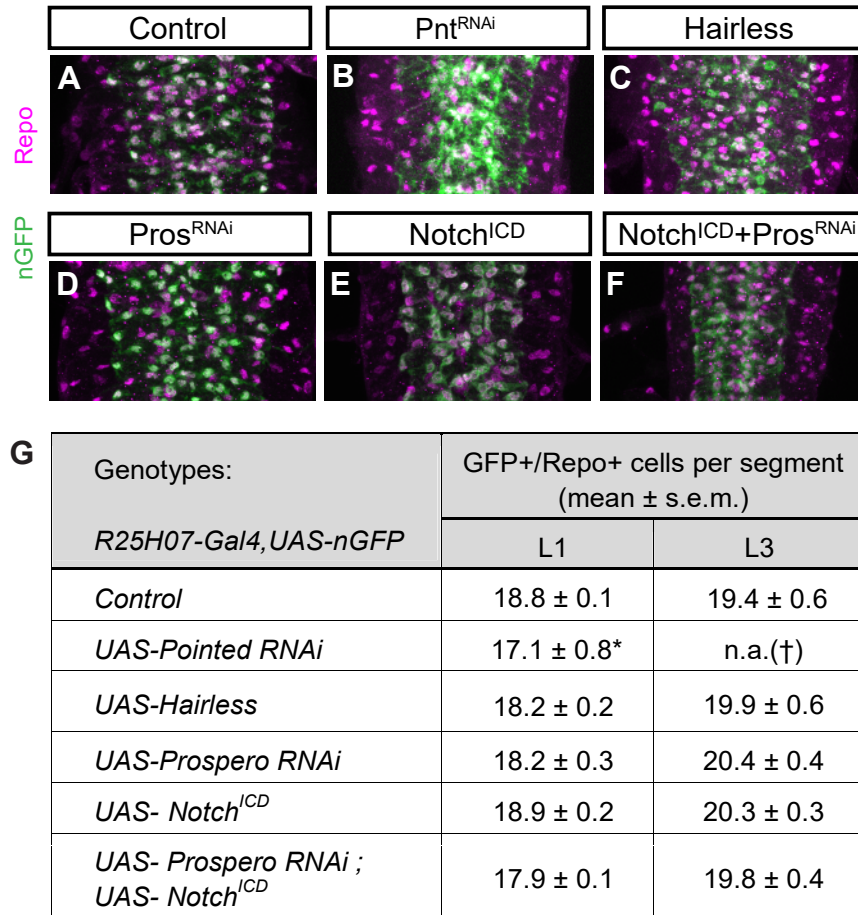 Control
Pnt^RNAi
Hairless
A
B
C
Repo
nGFP
Pros^RNAi
Notch^ICD
Notch^ICD+Pros^RNAi
D
E
F
G
Genotypes:
R25H07-Gal4,UAS-nGFP
GFP+/Repo+ cells per segment
(mean ± s.e.m.)
L1
L3
Control
18.8 ± 0.1
19.4 ± 0.6
UAS-Pointed RNAi
17.1 ± 0.8*
n.a.(†)
UAS-Hairless
18.2 ± 0.2
19.9 ± 0.6
UAS-Prospero RNAi
18.2 ± 0.3
20.4 ± 0.4
UAS- Notch^ICD
18.9 ± 0.2
20.3 ± 0.3
UAS- Prospero RNAi ;
UAS- Notch^ICD
17.9 ± 0.1
19.8 ± 0.4